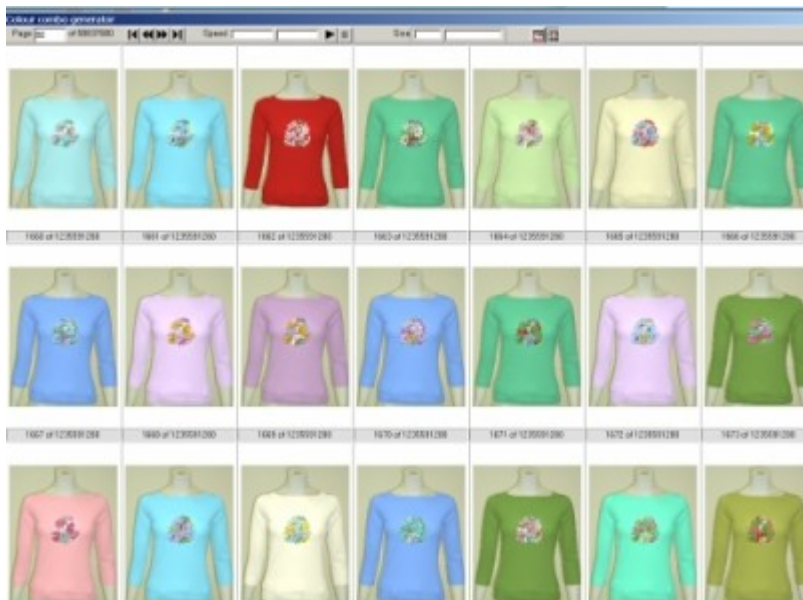 Colour combo generator
Page of Speed Size
1660 of 1235591280 1661 of 1235591280 1662 of 1235591280 1663 of 1235591280 1664 of 1235591280 1665 of 1235591280 1666 of 1235591280
1667 of 1235591280 1668 of 1235591280 1669 of 1235591280 1670 of 1235591280 1671 of 1235591280 1672 of 1235591280 1673 of 1235591280